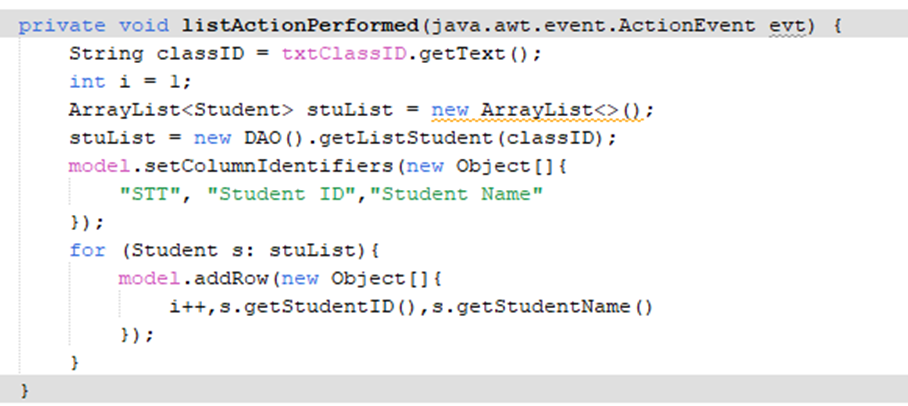 private void listActionPerformed(java.awt.event.ActionEvent evt) {
String classID = txtClassID.getText();
int i = 1;
ArrayList<Student> stuList = new ArrayList<>();
stuList = new DAO().getListStudent(classID);
model.setColumnIdentifiers(new Object[]{
"STT", "Student ID","Student Name"
});
for (Student s: stuList){
model.addRow(new Object[]{
i++,s.getStudentID(),s.getStudentName()
});
}
}